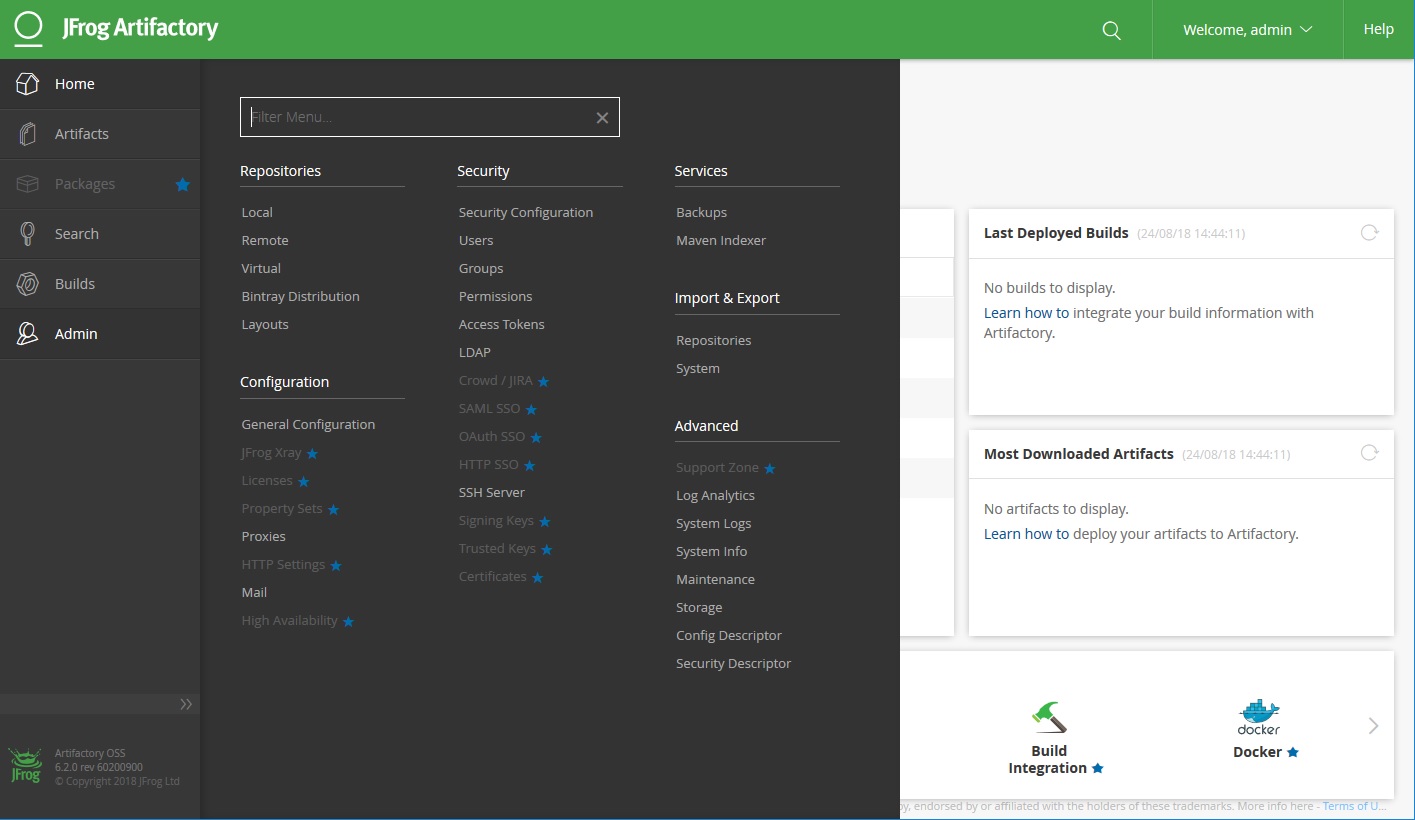 JFrog Artifactory
Welcome, admin
Help
Home
Artifacts
Packages
Search
Builds
Admin
Filter Menu...
Repositories
Local
Remote
Virtual
Bintray Distribution
Layouts
Configuration
General Configuration
JFrog Xray
Licenses
Property Sets
Proxies
HTTP Settings
Mail
High Availability
Security
Security Configuration
Users
Groups
Permissions
Access Tokens
LDAP
Crowd / JIRA
SAML SSO
OAuth SSO
HTTP SSO
SSH Server
Signing Keys
Trusted Keys
Certificates
Services
Backups
Maven Indexer
Import & Export
Repositories
System
Advanced
Support Zone
Log Analytics
System Logs
System Info
Maintenance
Storage
Config Descriptor
Security Descriptor
Last Deployed Builds (24/08/18 14:44:11)
No builds to display.
Learn how to integrate your build information with
Artifactory.
Most Downloaded Artifacts (24/08/18 14:44:11)
No artifacts to display.
Learn how to deploy your artifacts to Artifactory.
Build
Integration
docker
Docker
JFrog
Artifactory OSS
6.2.0 rev 60200900
© Copyright 2018 JFrog Ltd
by, endorsed by or affiliated with the holders of these trademarks. More info here - Terms of U...